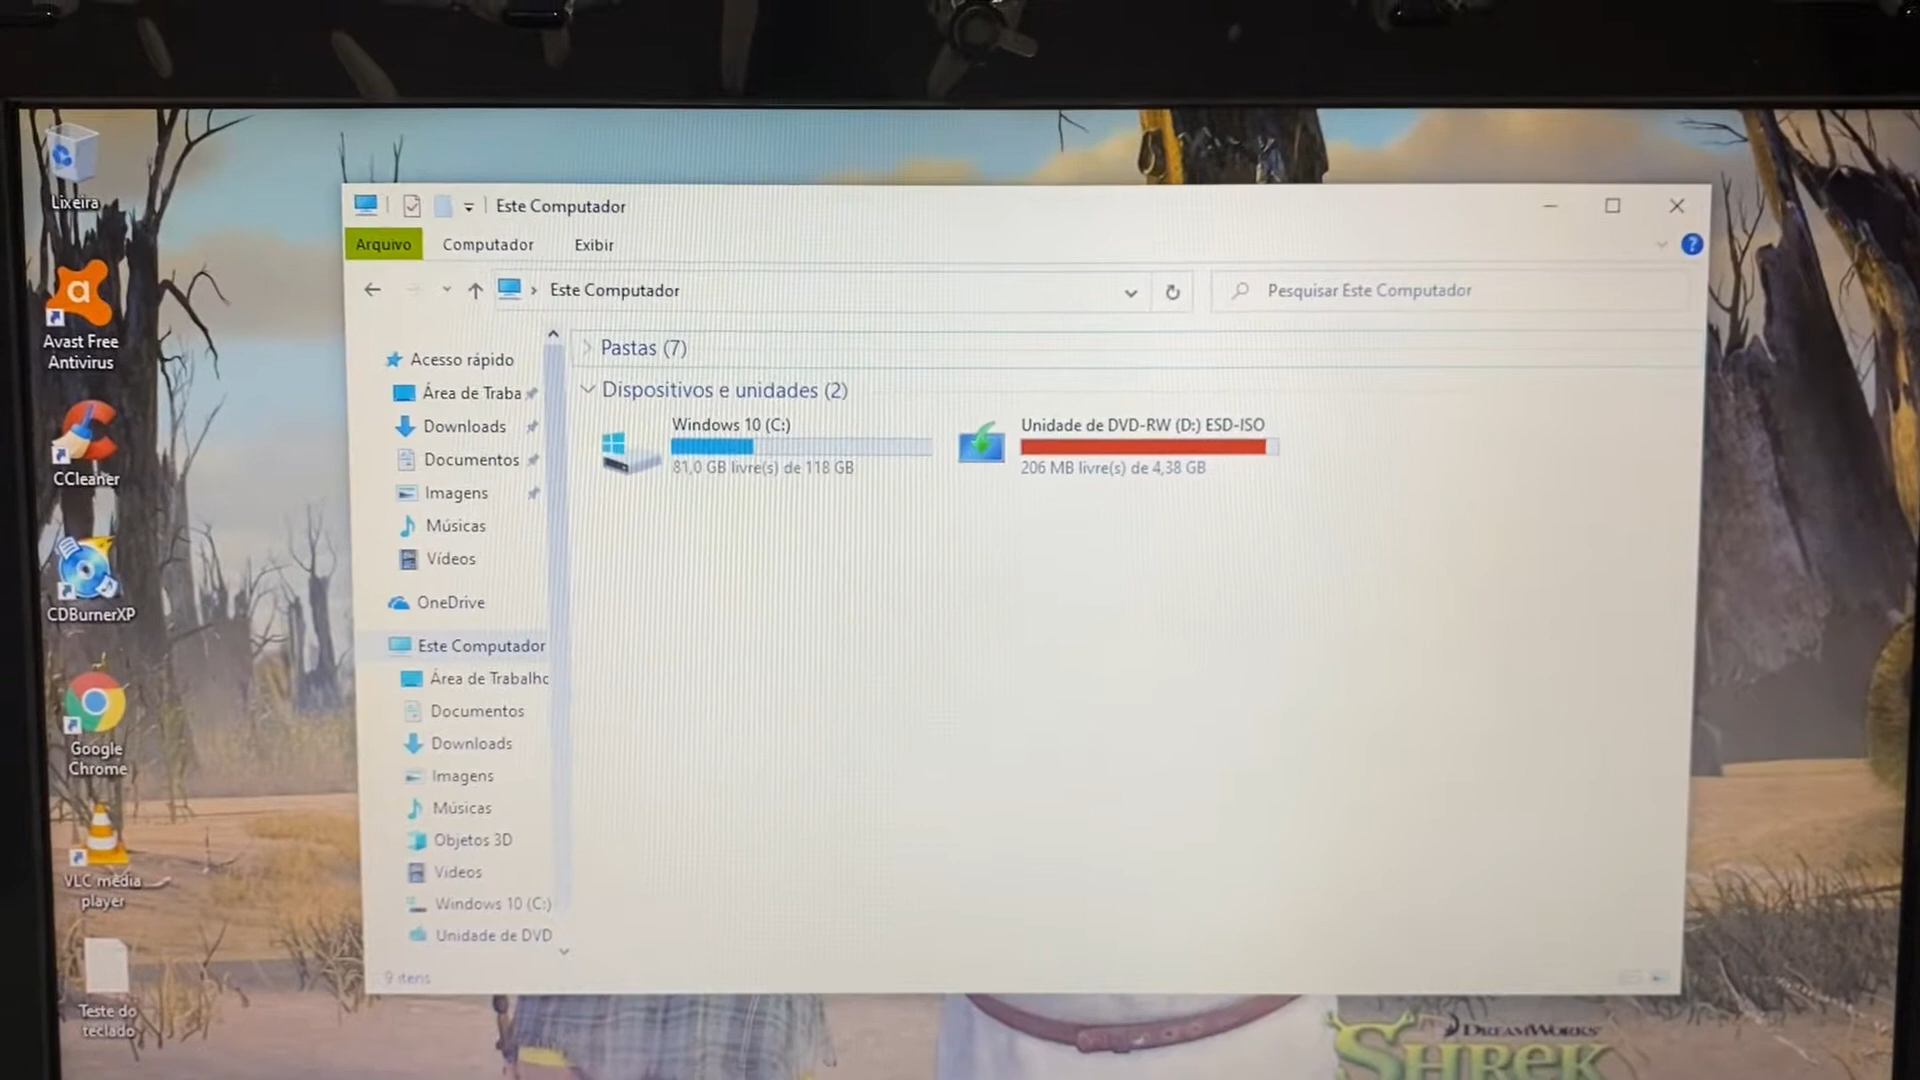 Lixeira
Avast Free
Antivirus
CCleaner
CDBurnerXP
Google
Chrome
VLC media
player
Teste do
teclado
Este Computador
Arquivo
Computador
Exibir
Este Computador
Pesquisar Este Computador
Acesso rápido
Área de Traba
Downloads
Documentos
Imagens
Músicas
Vídeos
OneDrive
Este Computador
Área de Trabalho
Documentos
Downloads
Imagens
Músicas
Objetos 3D
Vídeos
Windows 10 (C:)
Unidade de DVD
9 itens
Pastas (7)
Dispositivos e unidades (2)
Windows 10 (C:)
81,0 GB livre(s) de 118 GB
Unidade de DVD-RW (D:) ESD-ISO
206 MB livre(s) de 4,38 GB
DREAMWORKS
SHREK